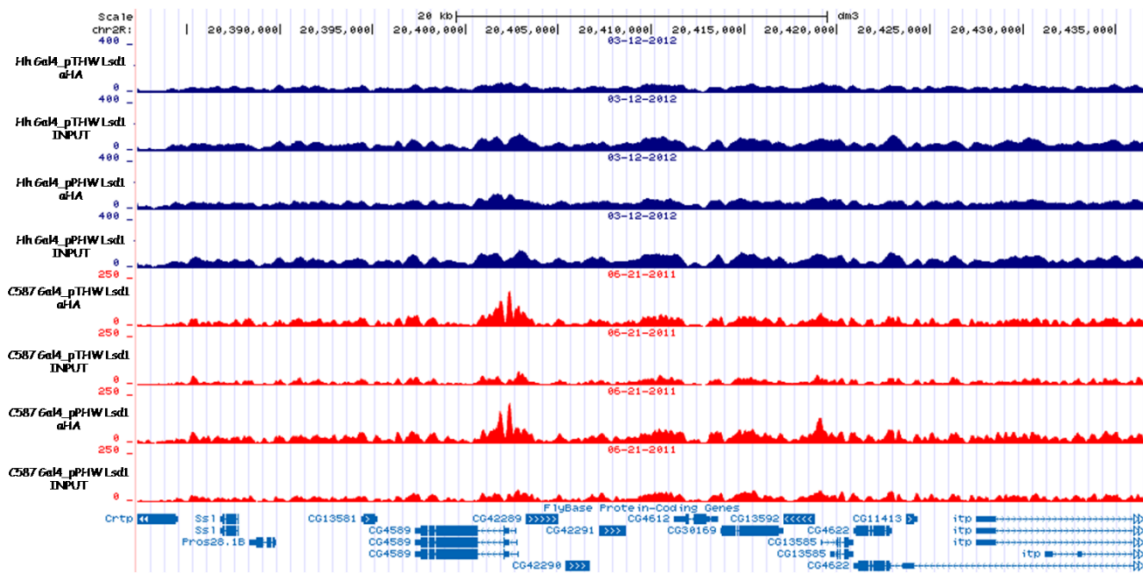 Scale 20 kb dm3
chr2R: 20,390,000 20,395,000 20,400,000 20,405,000 20,410,000 20,415,000 20,420,000 20,425,000 20,430,000 20,435,000
400 _ 03-12-2012
Hh Gal4_pTHW Lsd1
aHA
0 _
400 _ 03-12-2012
Hh Gal4_pTHW Lsd1
INPUT
0 _
400 _ 03-12-2012
Hh Gal4_pPHW Lsd1
aHA
0 _
400 _ 03-12-2012
Hh Gal4_pPHW Lsd1
INPUT
0 _
250 _ 06-21-2011
C587 Gal4_pTHW Lsd1
aHA
0 _
250 _ 06-21-2011
C587 Gal4_pTHW Lsd1
INPUT
0 _
250 _ 06-21-2011
C587 Gal4_pPHW Lsd1
aHA
0 _
250 _ 06-21-2011
C587 Gal4_pPHW Lsd1
INPUT
0 _
FlyBase Protein-Coding Genes
Crtp Ssl CG13581 CG42289 CG4612 CG13592 CG11413 itp
Ssl CG4589 CG42291 CG30169 CG4622 itp
Pros28.1B CG4589 CG13585 itp
CG4589 CG13585 itp
CG42290 CG4622